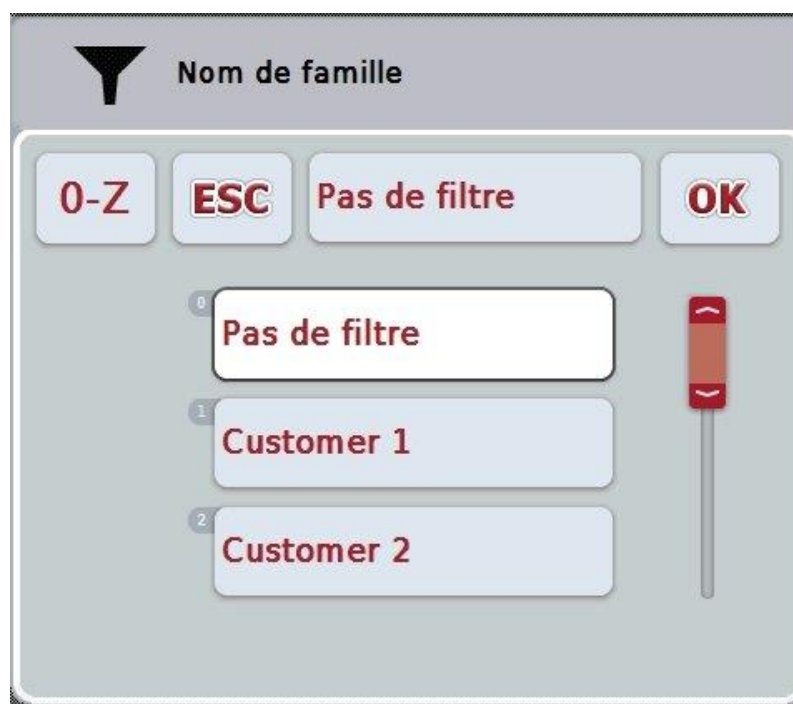 Nom de famille
0-Z ESC Pas de filtre OK
0
Pas de filtre
1
Customer 1
2
Customer 2